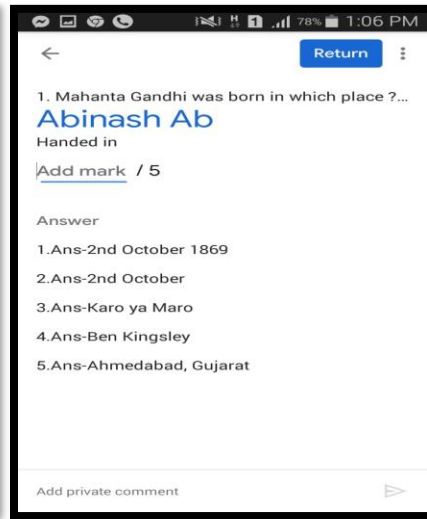 78% 1:06 PM
Return
1. Mahanta Gandhi was born in which place ?...
Abinash Ab
Handed in
Add mark / 5
Answer
1.Ans-2nd October 1869
2.Ans-2nd October
3.Ans-Karo ya Maro
4.Ans-Ben Kingsley
5.Ans-Ahmedabad, Gujarat
Add private comment